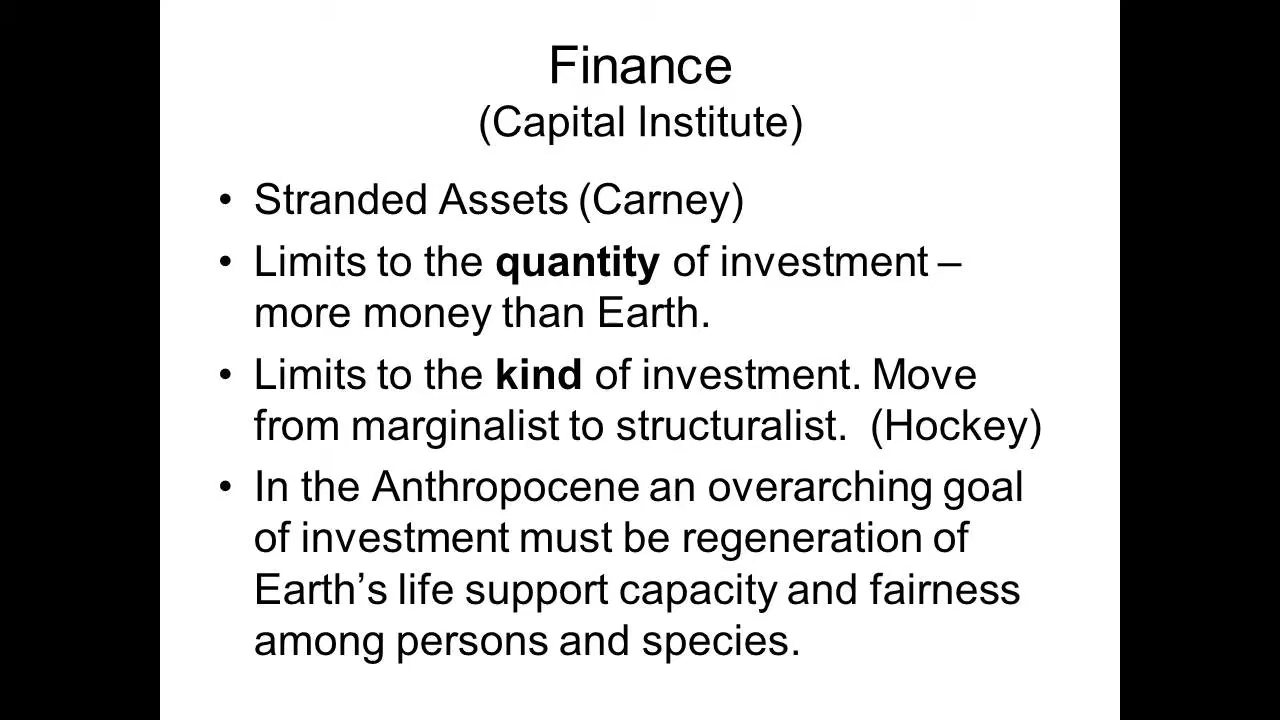 Finance
(Capital Institute)
• Stranded Assets (Carney)
• Limits to the quantity of investment –
more money than Earth.
• Limits to the kind of investment. Move
from marginalist to structuralist.  (Hockey)
• In the Anthropocene an overarching goal
of investment must be regeneration of
Earth’s life support capacity and fairness
among persons and species.